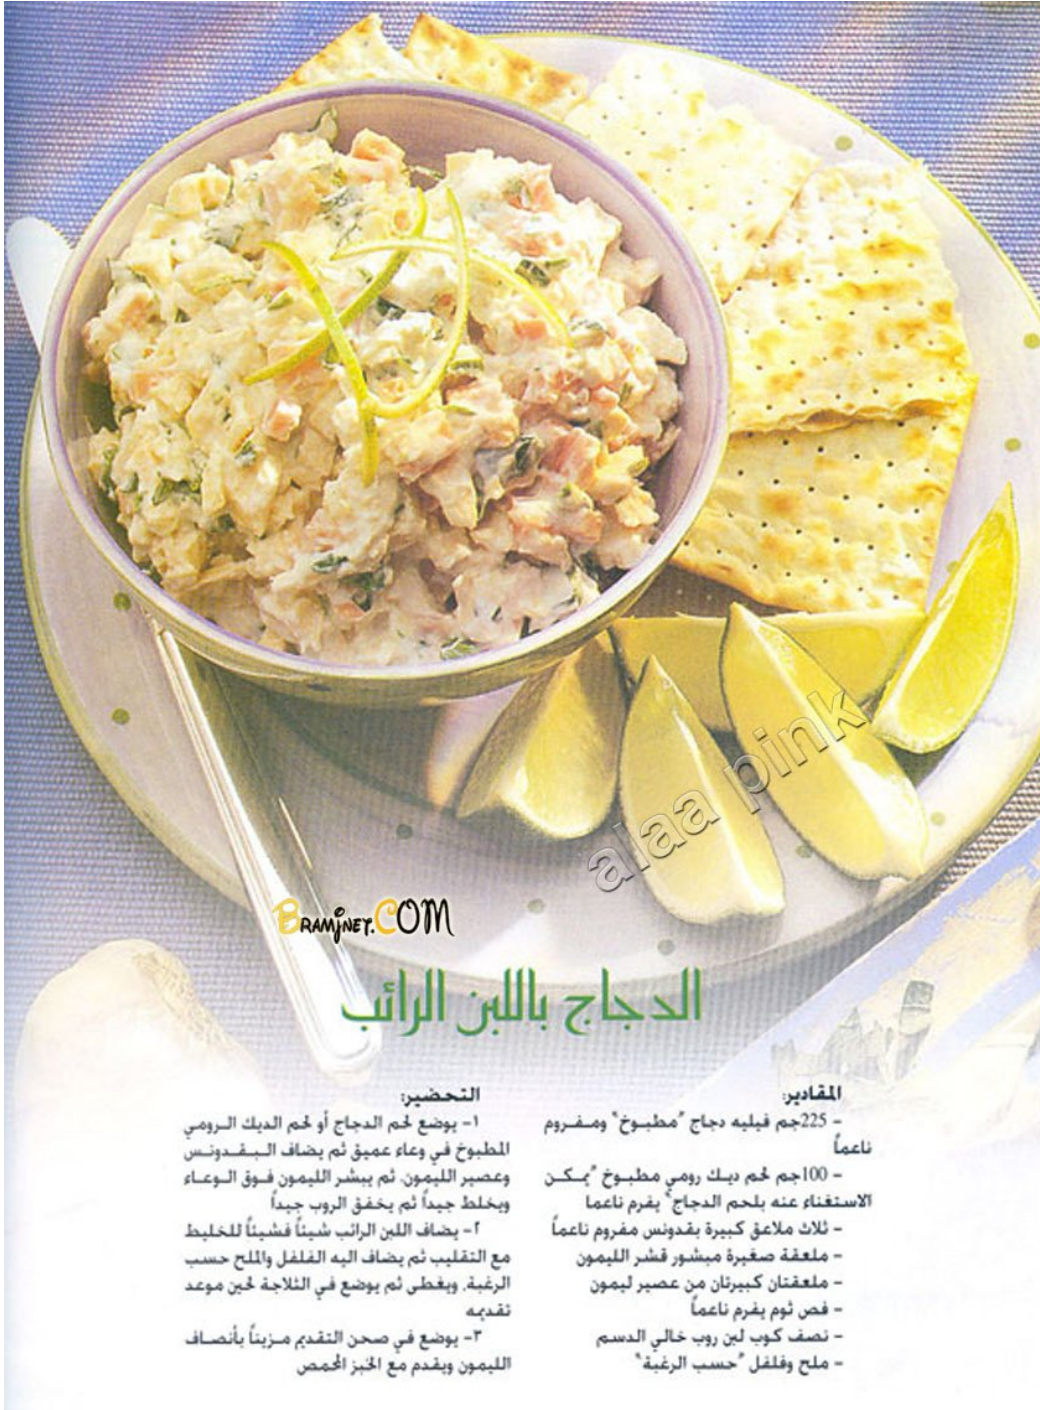 alaa pink
BRAMJNET.COM
الدجاج باللبن الرائب
المقادير:
- 225جم فيليه دجاج "مطبوخ" ومفروم
ناعماً
- 100جم لحم ديك رومي مطبوخ "يمكن
الاستغناء عنه بلحم الدجاج" يفرم ناعما
- ثلاث ملاعق كبيرة بقدونس مفروم ناعماً
- ملعقة صغيرة مبشور قشر الليمون
- ملعقتان كبيرتان من عصير ليمون
- فص ثوم يفرم ناعماً
- نصف كوب لبن روب خالي الدسم
- ملح وفلفل "حسب الرغبة"
التحضير:
١- يوضع لحم الدجاج أو لحم الديك الرومي
المطبوخ في وعاء عميق ثم يضاف البقدونس
وعصير الليمون. ثم يبشر الليمون فوق الوعاء
ويخلط جيداً ثم يخفق الروب جيداً
٢- يضاف اللبن الرائب شيئاً فشيئاً للخليط
مع التقليب ثم يضاف اليه الفلفل والملح حسب
الرغبة. ويغطى ثم يوضع في الثلاجة لحين موعد
تقديمه
٣- يوضع في صحن التقديم مزيناً بأنصاف
الليمون ويقدم مع الخبز المحمص